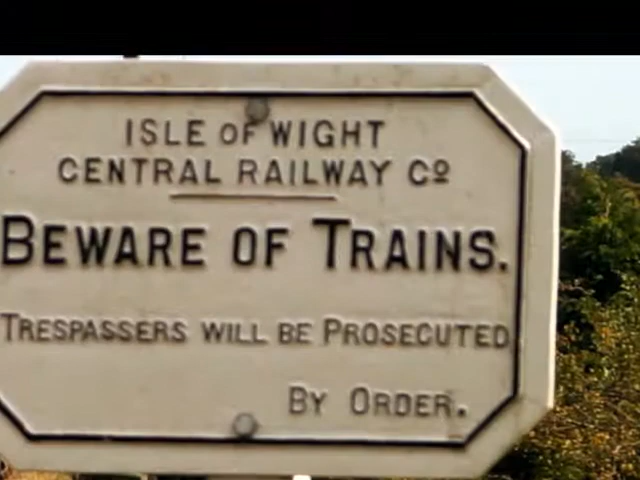 ISLE OF WIGHT
CENTRAL RAILWAY Cº
BEWARE OF TRAINS.
TRESPASSERS WILL BE PROSECUTED
BY ORDER.